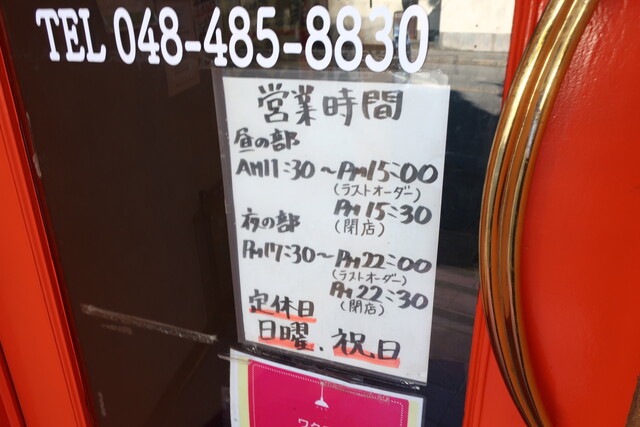 TEL 048-485-8830
営業時間
昼の部
AM11:30～PM15:00
(ラストオーダー)
PM15:30
(閉店)
夜の部
PM17:30～PM22:00
(ラストオーダー)
PM22:30
(閉店)
定休日
日曜.祝日